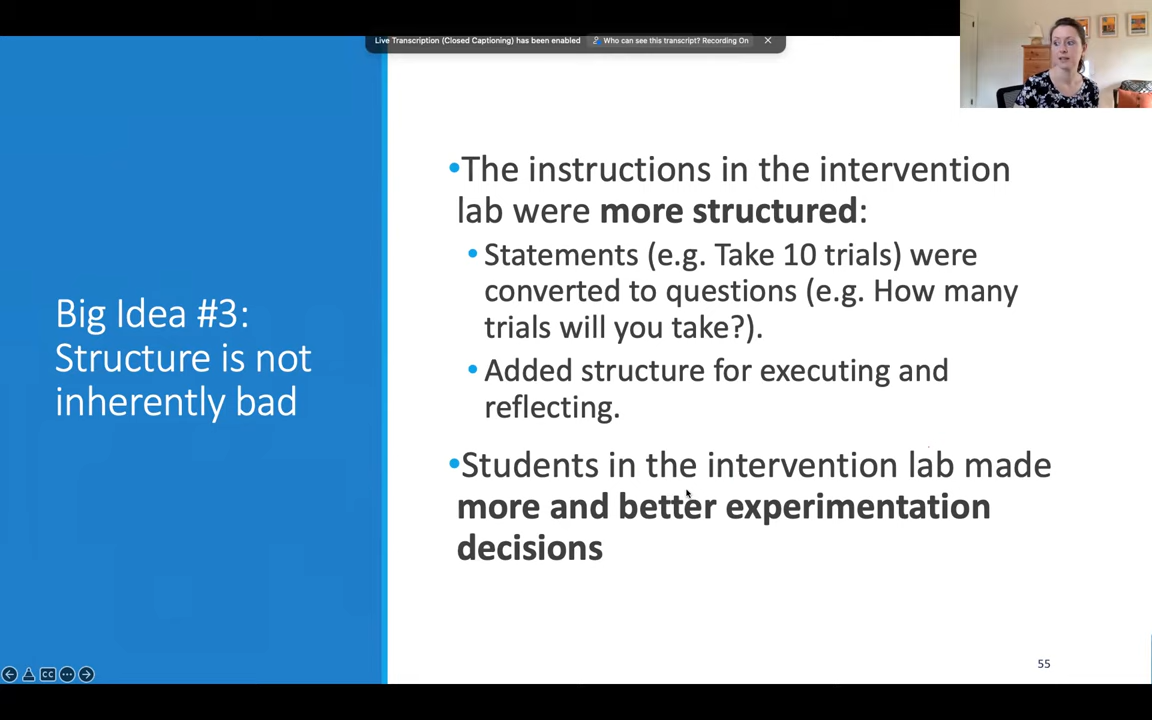 Live Transcription (Closed Captioning) has been enabled Who can see this transcript? Recording On
Big Idea #3:
Structure is not
inherently bad
•The instructions in the intervention
lab were more structured:
• Statements (e.g. Take 10 trials) were
converted to questions (e.g. How many
trials will you take?).
• Added structure for executing and
reflecting.
•Students in the intervention lab made
more and better experimentation
decisions
CC
55